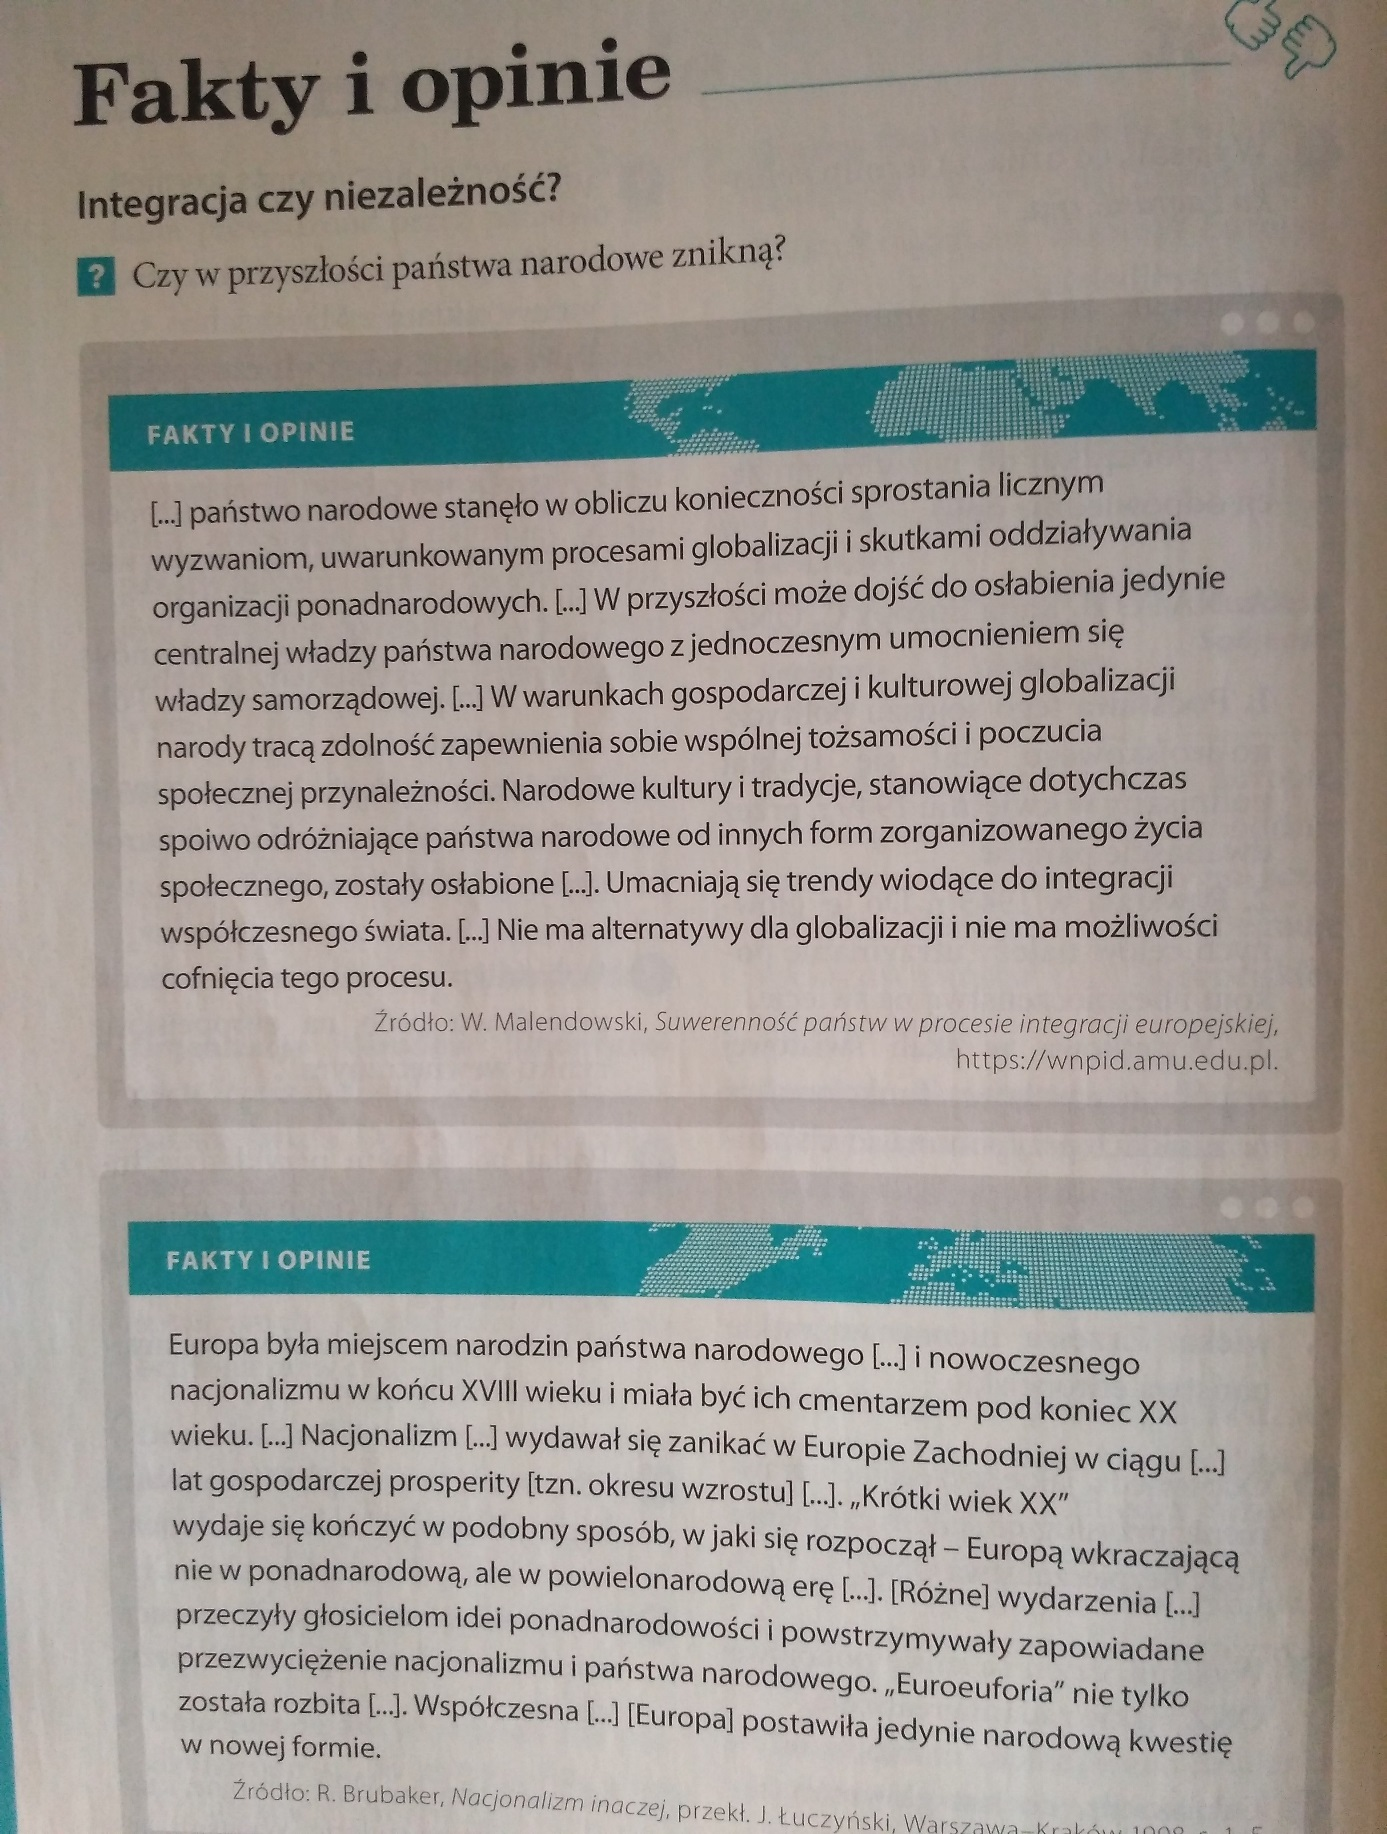 Fakty i opinie
Integracja czy niezależność?
? Czy w przyszłości państwa narodowe znikną?
FAKTY I OPINIE
[...] państwo narodowe stanęło w obliczu konieczności sprostania licznym
wyzwaniom, uwarunkowanym procesami globalizacji i skutkami oddziaływania
organizacji ponadnarodowych. [...] W przyszłości może dojść do osłabienia jedynie
centralnej władzy państwa narodowego z jednoczesnym umocnieniem się
władzy samorządowej. [...] W warunkach gospodarczej i kulturowej globalizacji
narody tracą zdolność zapewnienia sobie wspólnej tożsamości i poczucia
społecznej przynależności. Narodowe kultury i tradycje, stanowiące dotychczas
spoiwo odróżniające państwa narodowe od innych form zorganizowanego życia
społecznego, zostały osłabione [...]. Umacniają się trendy wiodące do integracji
współczesnego świata. [...] Nie ma alternatywy dla globalizacji i nie ma możliwości
cofnięcia tego procesu.
Źródło: W. Malendowski, Suwerenność państw w procesie integracji europejskiej,
https://wnpid.amu.edu.pl.
FAKTY I OPINIE
Europa była miejscem narodzin państwa narodowego [...] i nowoczesnego
nacjonalizmu w końcu XVIII wieku i miała być ich cmentarzem pod koniec XX
wieku. [...] Nacjonalizm [...] wydawał się zanikać w Europie Zachodniej w ciągu [...]
lat gospodarczej prosperity [tzn. okresu wzrostu] [...]. „Krótki wiek XX”
wydaje się kończyć w podobny sposób, w jaki się rozpoczął – Europą wkraczającą
nie w ponadnarodową, ale w powielonarodową erę [...]. [Różne] wydarzenia [...]
przeczyły głosicielom idei ponadnarodowości i powstrzymywały zapowiadane
przezwyciężenie nacjonalizmu i państwa narodowego. „Euroeuforia” nie tylko
została rozbita [...]. Współczesna [...] [Europa] postawiła jedynie narodową kwestię
w nowej formie.
Źródło: R. Brubaker, Nacjonalizm inaczej, przekł. J. Łuczyński, Warszawa–Kraków 1998